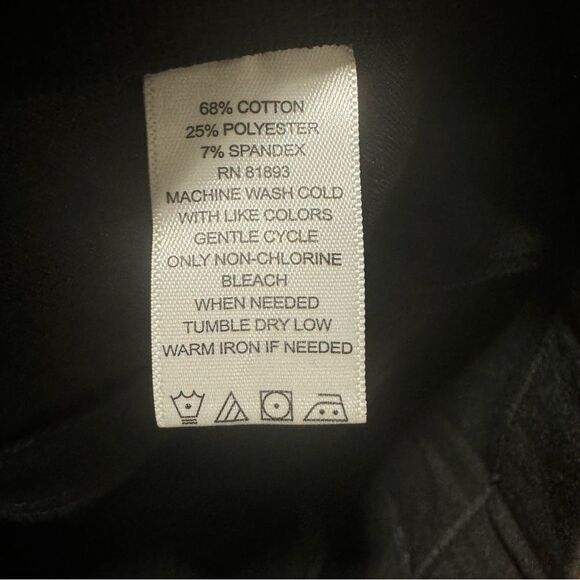 68% COTTON
25% POLYESTER
7% SPANDEX
RN 81893
MACHINE WASH COLD
WITH LIKE COLORS
GENTLE CYCLE
ONLY NON-CHLORINE
BLEACH
WHEN NEEDED
TUMBLE DRY LOW
WARM IRON IF NEEDED